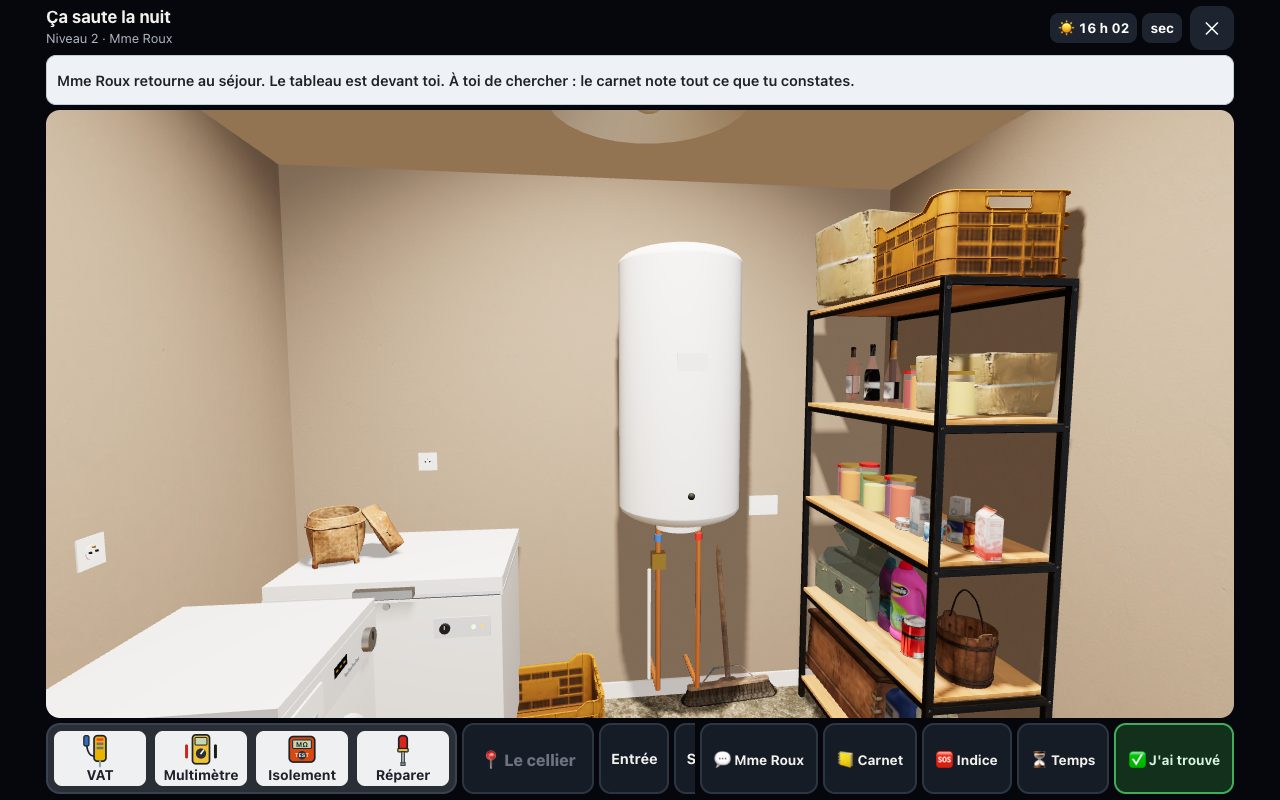 Ça saute la nuit
Niveau 2 · Mme Roux
☀️ 16 h 02
sec
Mme Roux retourne au séjour. Le tableau est devant toi. À toi de chercher : le carnet note tout ce que tu constates.
MΩ
TEST
VAT
Multimètre
Isolement
Réparer
📍 Le cellier
Entrée
S
💬 Mme Roux
📒 Carnet
🆘 Indice
⏳ Temps
✅ J'ai trouvé